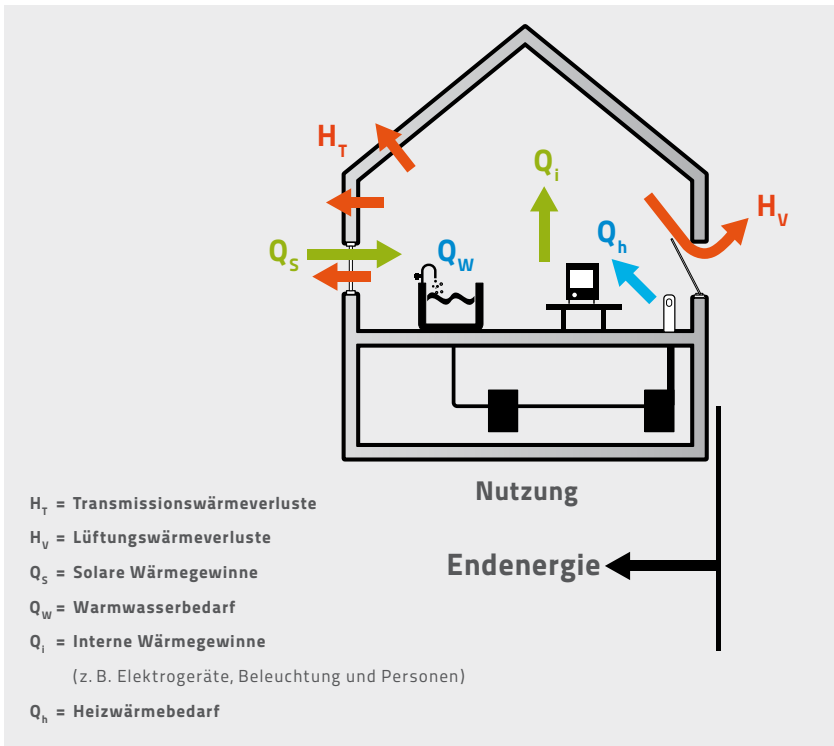 H_T
Q_i
H_V
Q_h
Q_S
Q_W
Nutzung
Endenergie
H_T = Transmissionswärmeverluste
H_V = Lüftungswärmeverluste
Q_S = Solare Wärmegewinne
Q_W = Warmwasserbedarf
Q_i = Interne Wärmegewinne
(z. B. Elektrogeräte, Beleuchtung und Personen)
Q_h = Heizwärmebedarf